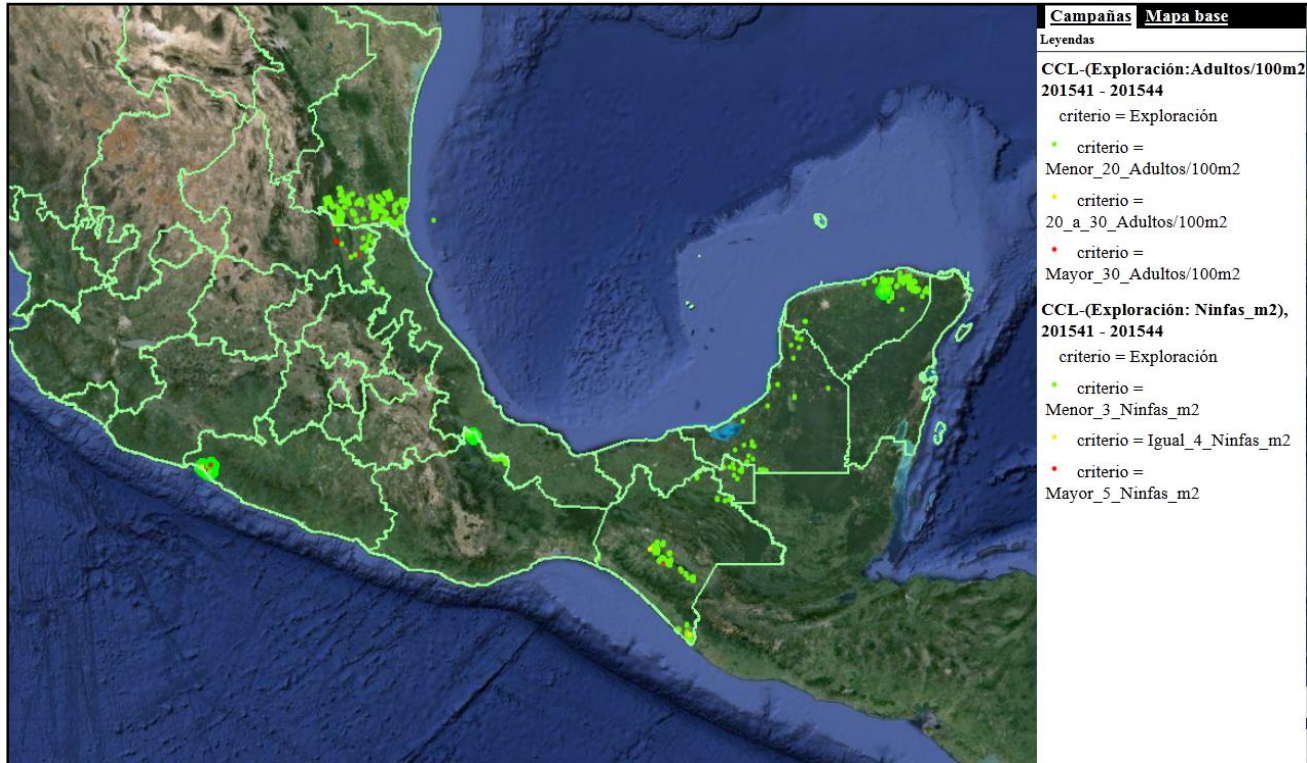 Campañas Mapa base
Leyendas
CCL-(Exploración:Adultos/100m2
201541 - 201544
criterio = Exploración
criterio =
Menor_20_Adultos/100m2
criterio =
20_a_30_Adultos/100m2
criterio =
Mayor_30_Adultos/100m2
CCL-(Exploración: Ninfas_m2),
201541 - 201544
criterio = Exploración
criterio =
Menor_3_Ninfas_m2
criterio = Igual_4_Ninfas_m2
criterio =
Mayor_5_Ninfas_m2